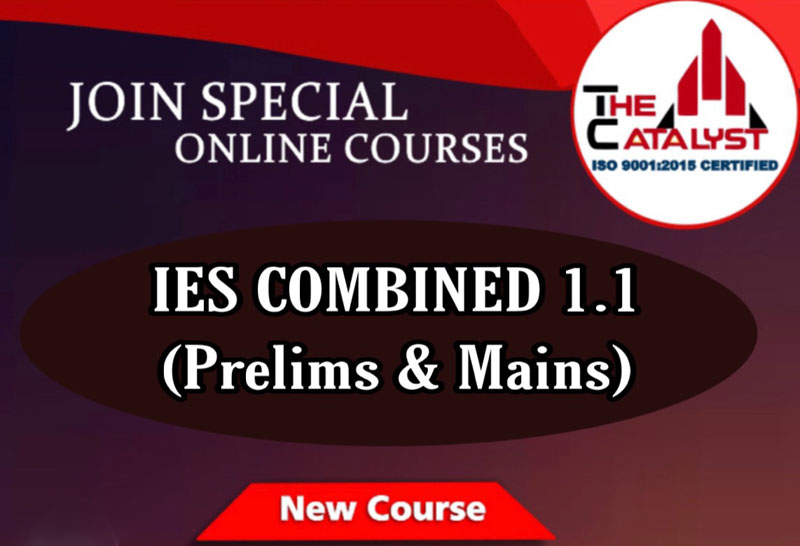 JOIN SPECIAL
ONLINE COURSES
THE
CATALYST
ISO 9001:2015 CERTIFIED
IES COMBINED 1.1
(Prelims & Mains)
New Course